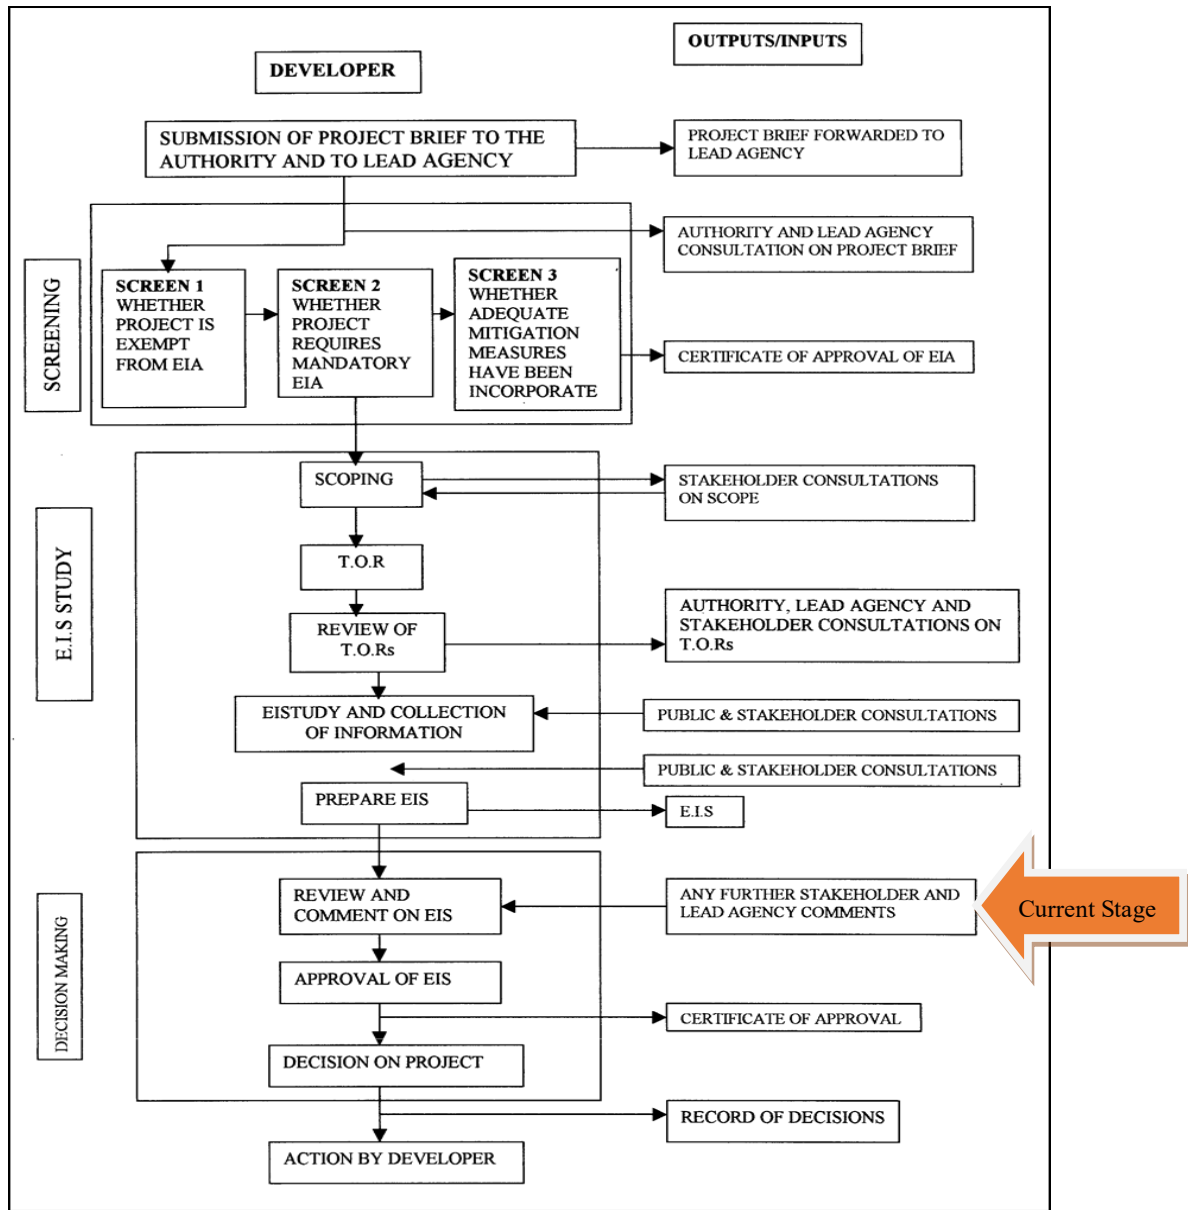 OUTPUTS/INPUTS
DEVELOPER
SUBMISSION OF PROJECT BRIEF TO THE
AUTHORITY AND TO LEAD AGENCY
PROJECT BRIEF FORWARDED TO
LEAD AGENCY
AUTHORITY AND LEAD AGENCY
CONSULTATION ON PROJECT BRIEF
SCREENING
SCREEN 1
WHETHER
PROJECT IS
EXEMPT
FROM EIA
SCREEN 2
WHETHER
PROJECT
REQUIRES
MANDATORY
EIA
SCREEN 3
WHETHER
ADEQUATE
MITIGATION
MEASURES
HAVE BEEN
INCORPORATE
CERTIFICATE OF APPROVAL OF EIA
E.I.S STUDY
SCOPING
STAKEHOLDER CONSULTATIONS
ON SCOPE
T.O.R
REVIEW OF
T.O.Rs
AUTHORITY, LEAD AGENCY AND
STAKEHOLDER CONSULTATIONS ON
T.O.Rs
EISTUDY AND COLLECTION
OF INFORMATION
PUBLIC & STAKEHOLDER CONSULTATIONS
PUBLIC & STAKEHOLDER CONSULTATIONS
PREPARE EIS
E.I.S
DECISION MAKING
REVIEW AND
COMMENT ON EIS
ANY FURTHER STAKEHOLDER AND
LEAD AGENCY COMMENTS
Current Stage
APPROVAL OF EIS
CERTIFICATE OF APPROVAL
DECISION ON PROJECT
RECORD OF DECISIONS
ACTION BY DEVELOPER